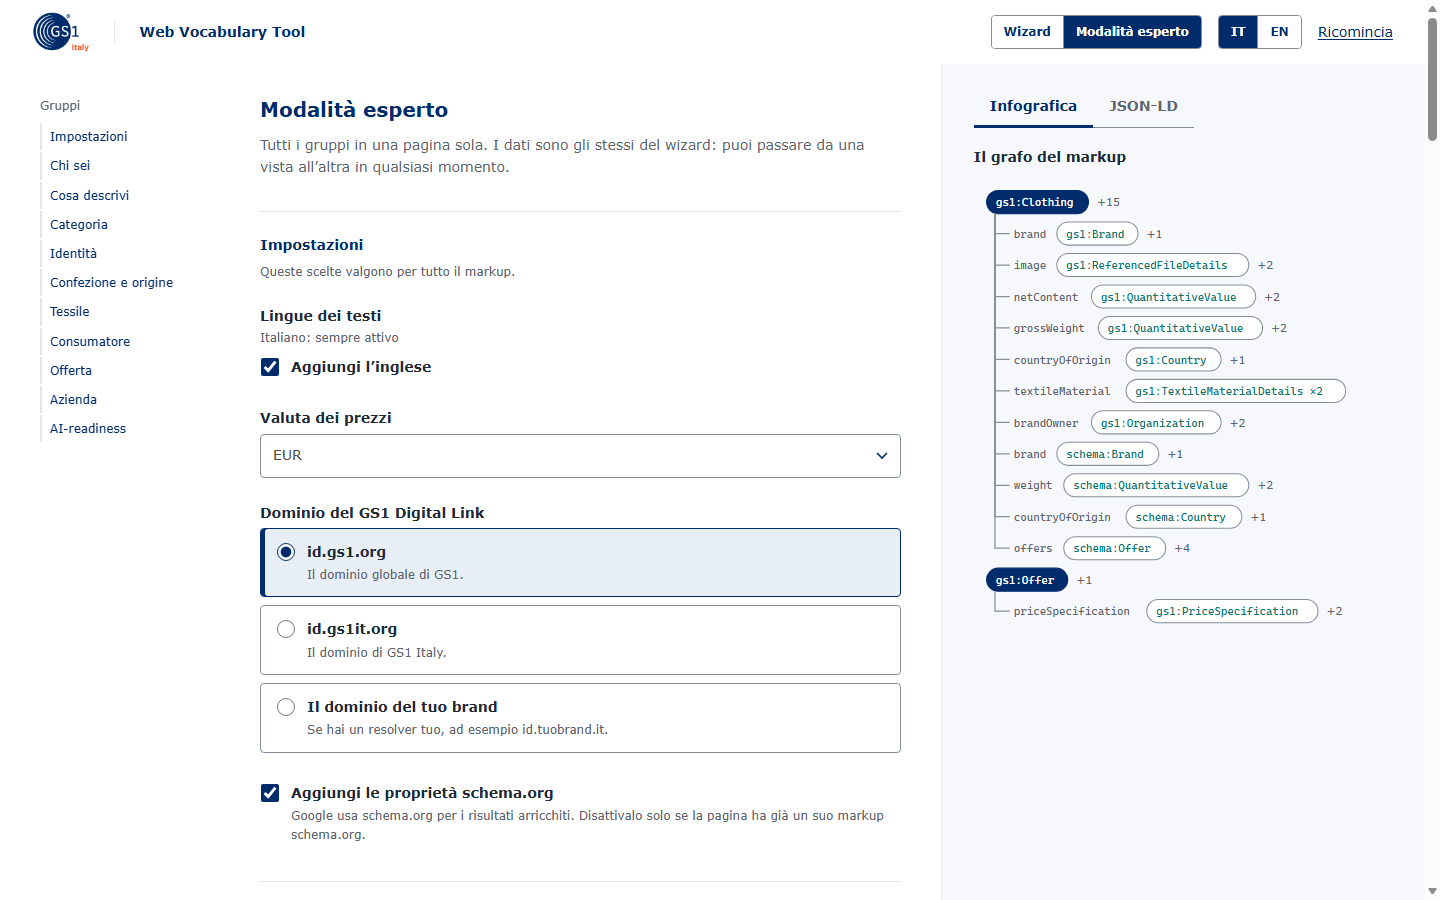 GS1 Italy
Web Vocabulary Tool
Wizard
Modalità esperto
IT
EN
Ricomincia
Gruppi
Impostazioni
Chi sei
Cosa descrivi
Categoria
Identità
Confezione e origine
Tessile
Consumatore
Offerta
Azienda
AI-readiness
Modalità esperto
Tutti i gruppi in una pagina sola. I dati sono gli stessi del wizard: puoi passare da una
vista all’altra in qualsiasi momento.
Impostazioni
Queste scelte valgono per tutto il markup.
Lingue dei testi
Italiano: sempre attivo
Aggiungi l’inglese
Valuta dei prezzi
EUR
Dominio del GS1 Digital Link
id.gs1.org
Il dominio globale di GS1.
id.gs1it.org
Il dominio di GS1 Italy.
Il dominio del tuo brand
Se hai un resolver tuo, ad esempio id.tuobrand.it.
Aggiungi le proprietà schema.org
Google usa schema.org per i risultati arricchiti. Disattivalo solo se la pagina ha già un suo markup
schema.org.
Infografica
JSON-LD
Il grafo del markup
gs1:Clothing +15
brand gs1:Brand +1
image gs1:ReferencedFileDetails +2
netContent gs1:QuantitativeValue +2
grossWeight gs1:QuantitativeValue +2
countryOfOrigin gs1:Country +1
textileMaterial gs1:TextileMaterialDetails ×2
brandOwner gs1:Organization +2
brand schema:Brand +1
weight schema:QuantitativeValue +2
countryOfOrigin schema:Country +1
offers schema:Offer +4
gs1:Offer +1
priceSpecification gs1:PriceSpecification +2